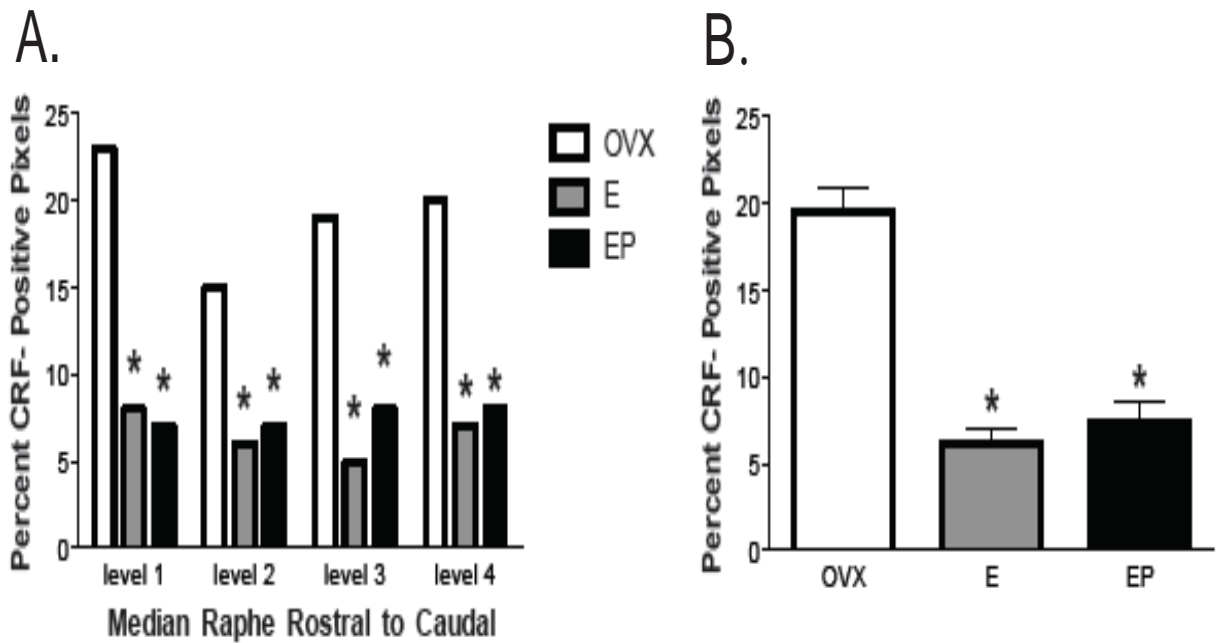 A.
Percent CRF- Positive Pixels
25
20
15
10
5
0
* * * * * * * *
level 1 level 2 level 3 level 4
Median Raphe Rostral to Caudal
OVX
E
EP
B.
Percent CRF- Positive Pixels
25
20
15
10
5
0
* *
OVX E EP